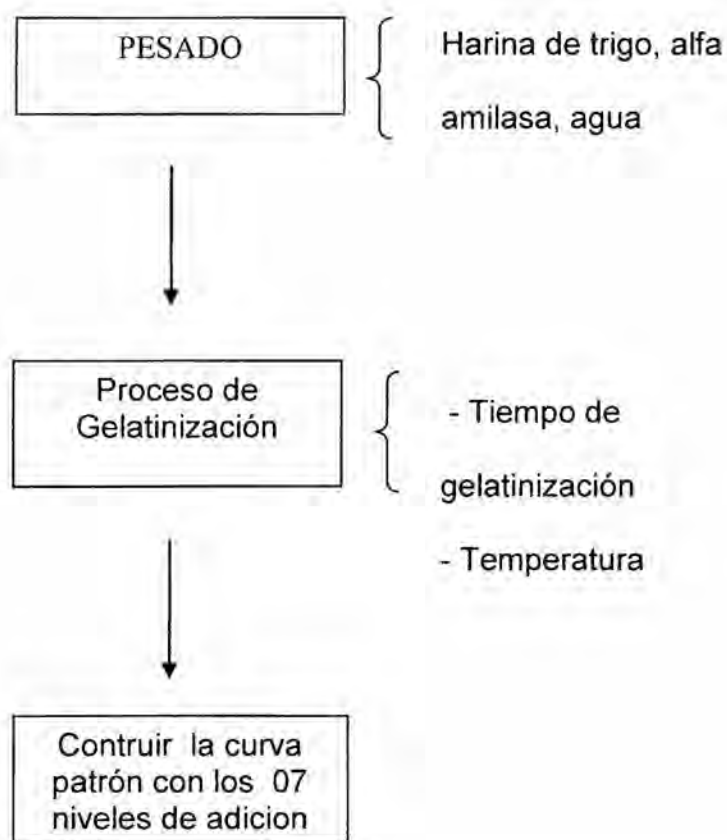 PESADO
Harina de trigo, alfa
amilasa, agua
Proceso de
Gelatinización
- Tiempo de
gelatinización
- Temperatura
Contruir la curva
patrón con los 07
niveles de adicion